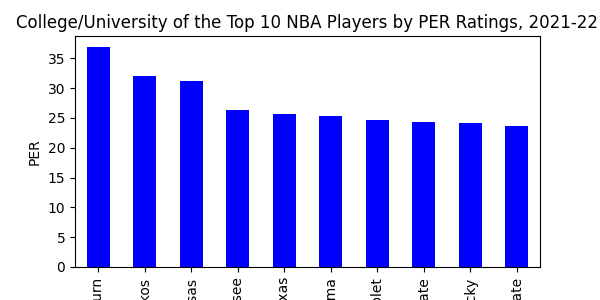 College/University of the Top 10 NBA Players by PER Ratings, 2021-22
PER
35
30
25
20
15
10
5
0
urn
xos
sas
see
xas
ma
olet
ate
cky
ate